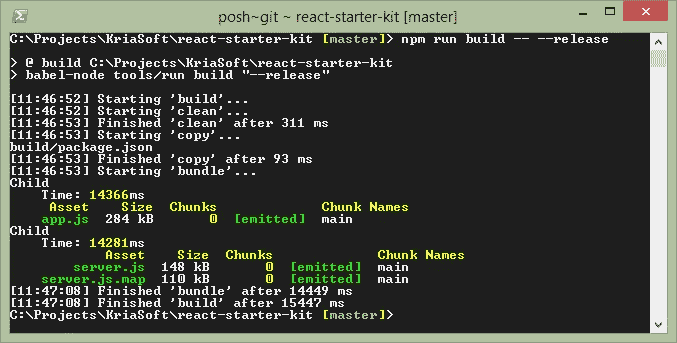 posh~git ~ react-starter-kit [master]
C:\Projects\KriaSoft\react-starter-kit [master]> npm run build -- --release
> @ build C:\Projects\KriaSoft\react-starter-kit
> babel-node tools/run build "--release"
[11:46:52] Starting 'build'...
[11:46:52] Starting 'clean'...
[11:46:53] Finished 'clean' after 311 ms
[11:46:53] Starting 'copy'...
build/package.json
[11:46:53] Finished 'copy' after 93 ms
[11:46:53] Starting 'bundle'...
Child
Time: 14366ms
Asset Size Chunks Chunk Names
app.js 284 kB 0 [emitted] main
Child
Time: 14281ms
Asset Size Chunks Chunk Names
server.js 148 kB 0 [emitted] main
server.js.map 110 kB 0 [emitted] main
[11:47:08] Finished 'bundle' after 14449 ms
[11:47:08] Finished 'build' after 15447 ms
C:\Projects\KriaSoft\react-starter-kit [master]>